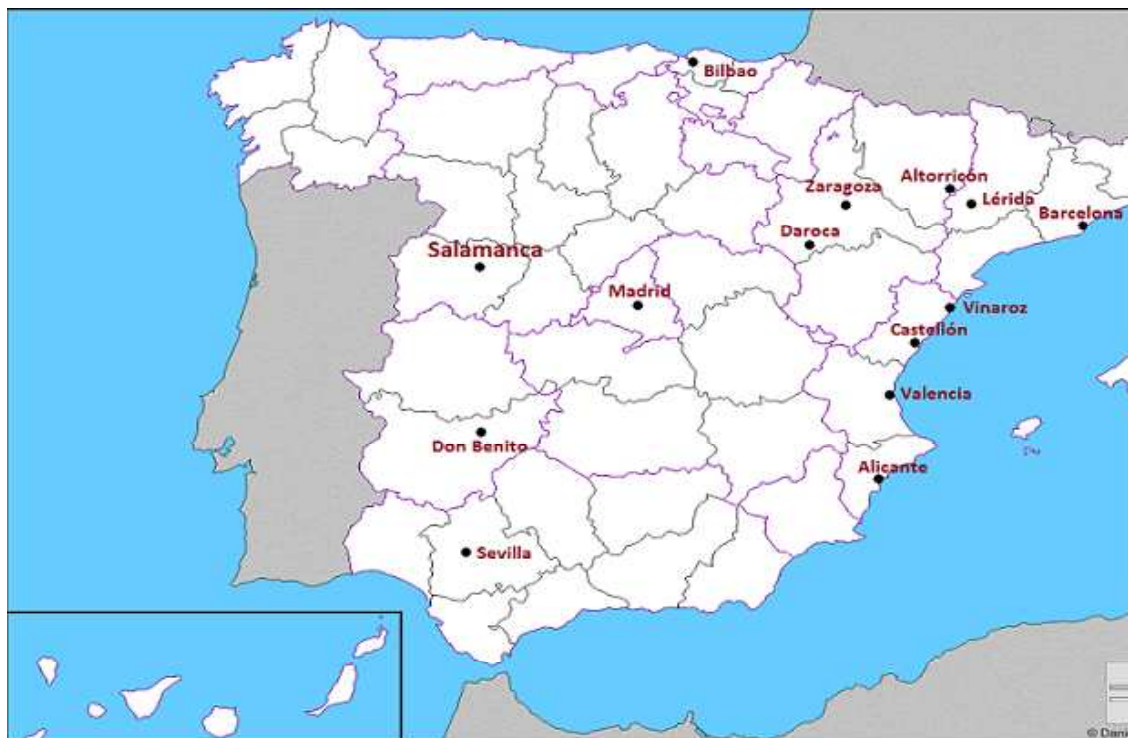 Bilbao
Altorricón
Zaragoza
Lérida
Barcelona
Daroca
Salamanca
Madrid
Vinaroz
Castellón
Valencia
Don Benito
Alicante
Sevilla